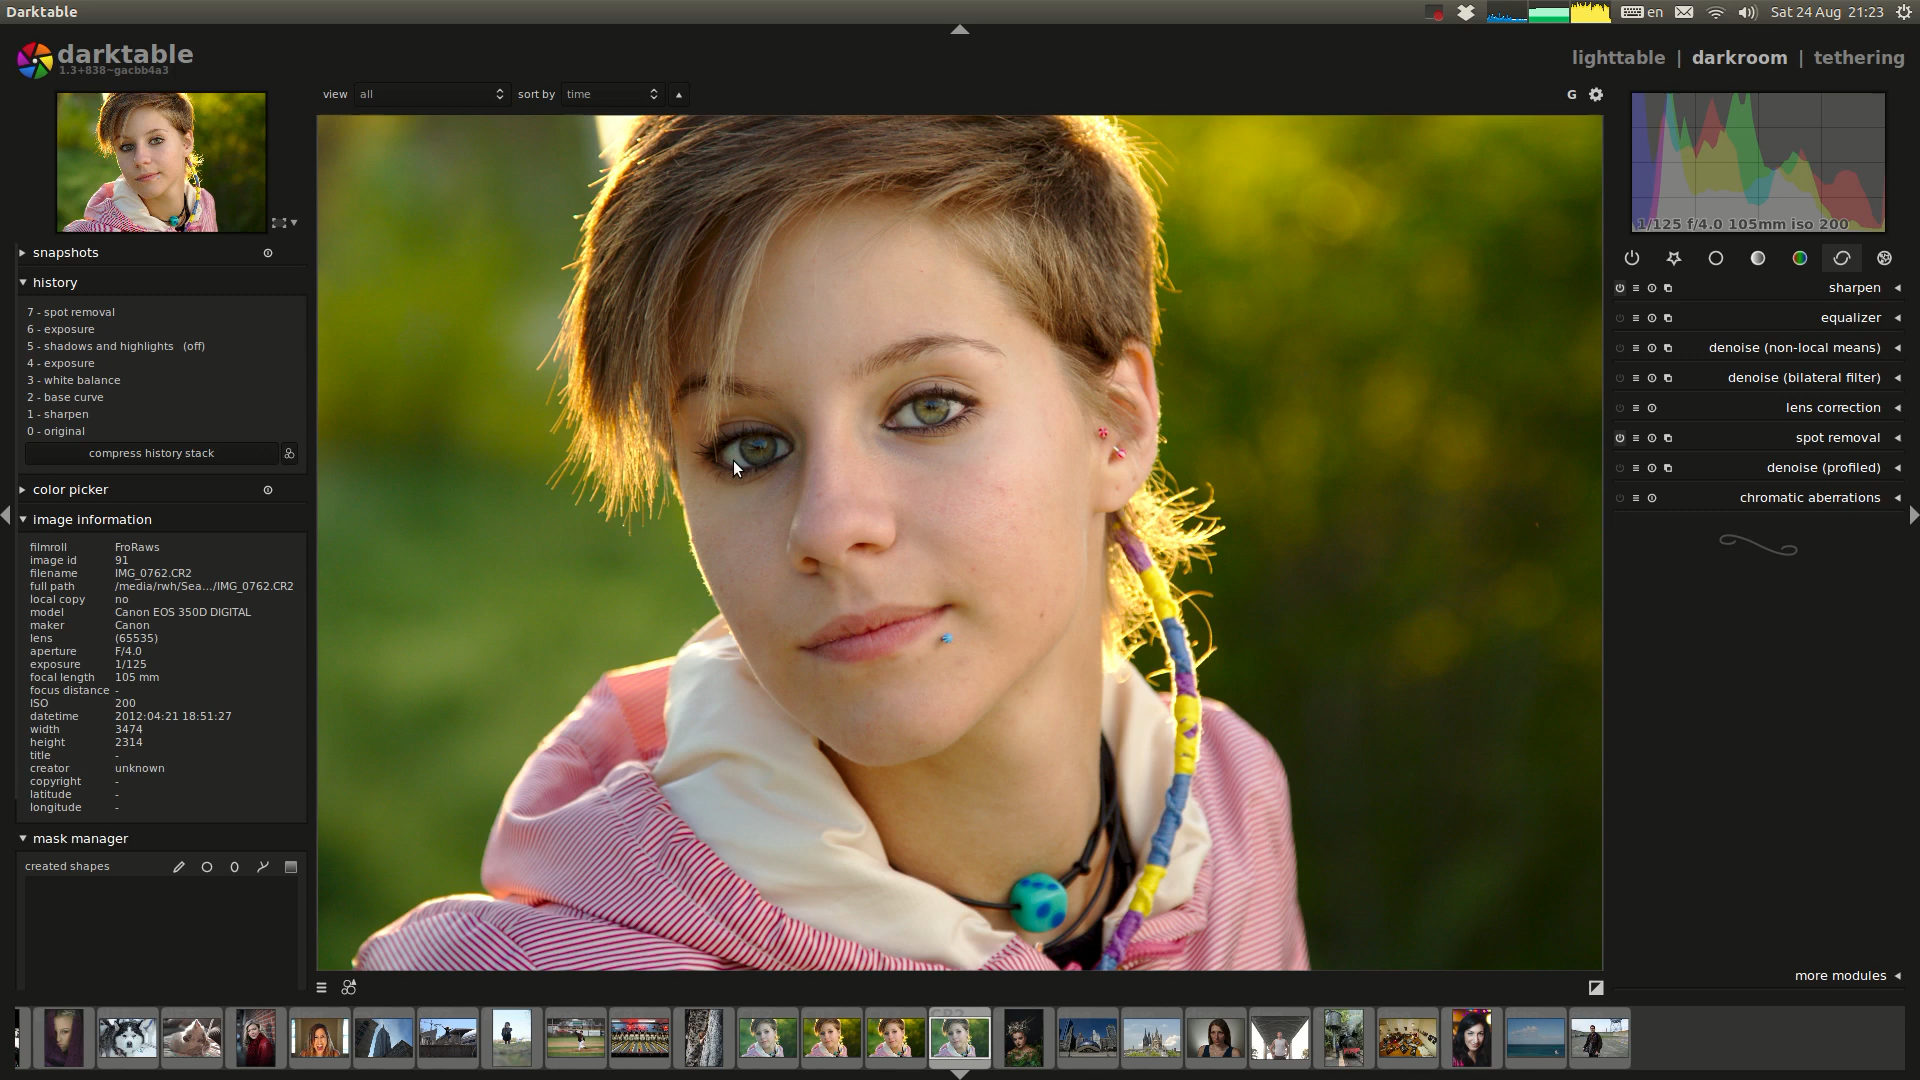 Darktable
en
Sat 24 Aug 21:23
darktable
1.3+838~gacbb4a3
lighttable | darkroom | tethering
view all sort by time
G
1/125 f/4.0 105mm iso 200
snapshots
history
7 - spot removal
6 - exposure
5 - shadows and highlights (off)
4 - exposure
3 - white balance
2 - base curve
1 - sharpen
0 - original
compress history stack
color picker
image information
filmroll FroRaws
image id 91
filename IMG_0762.CR2
full path /media/rwh/Sea.../IMG_0762.CR2
local copy no
model Canon EOS 350D DIGITAL
maker Canon
lens (65535)
aperture F/4.0
exposure 1/125
focal length 105 mm
focus distance -
ISO 200
datetime 2012:04:21 18:51:27
width 3474
height 2314
title -
creator unknown
copyright -
latitude -
longitude -
mask manager
created shapes
sharpen
equalizer
denoise (non-local means)
denoise (bilateral filter)
lens correction
spot removal
denoise (profiled)
chromatic aberrations
more modules
CR2